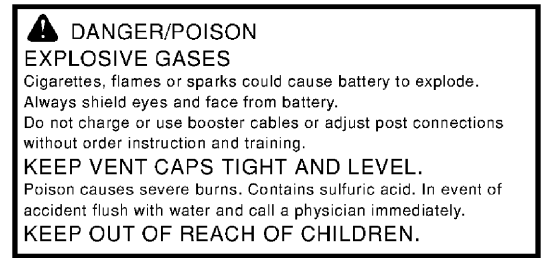 DANGER/POISON
EXPLOSIVE GASES
Cigarettes, flames or sparks could cause battery to explode.
Always shield eyes and face from battery.
Do not charge or use booster cables or adjust post connections
without order instruction and training.
KEEP VENT CAPS TIGHT AND LEVEL.
Poison causes severe burns. Contains sulfuric acid. In event of
accident flush with water and call a physician immediately.
KEEP OUT OF REACH OF CHILDREN.